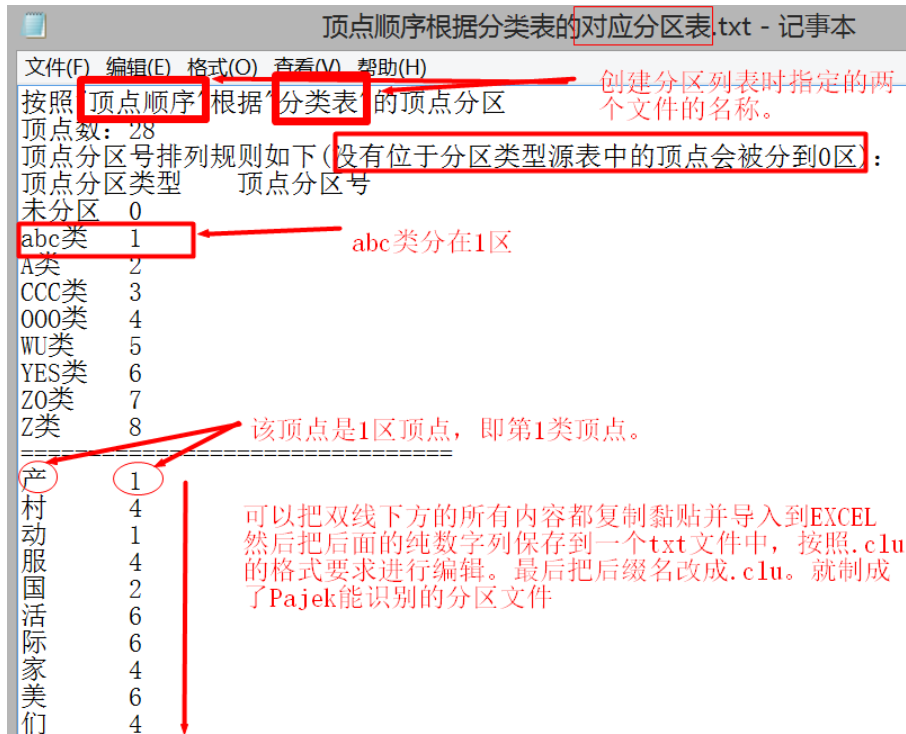 顶点顺序根据分类表的对应分区表.txt - 记事本
文件(F) 编辑(E) 格式(O) 查看(V) 帮助(H)
创建分区列表时指定的两
个文件的名称。
按照"顶点顺序"根据"分类表"的顶点分区
顶点数: 28
顶点分区号排列规则如下(没有位于分区类型源表中的顶点会被分到0区):
顶点分区类型 顶点分区号
未分区 0
abc类 1
abc类分在1区
A类 2
CCC类 3
OOO类 4
WU类 5
YES类 6
ZO类 7
Z类 8
该顶点是1区顶点，即第1类顶点。
================================
产 1
村 4
动 1
服 4
国 2
活 6
际 6
家 4
美 6
们 4
可以把双线下方的所有内容都复制黏贴并导入到EXCEL
然后把后面的纯数字列保存到一个txt文件中，按照.clu
的格式要求进行编辑。最后把后缀名改成.clu。就制成
了Pajek能识别的分区文件